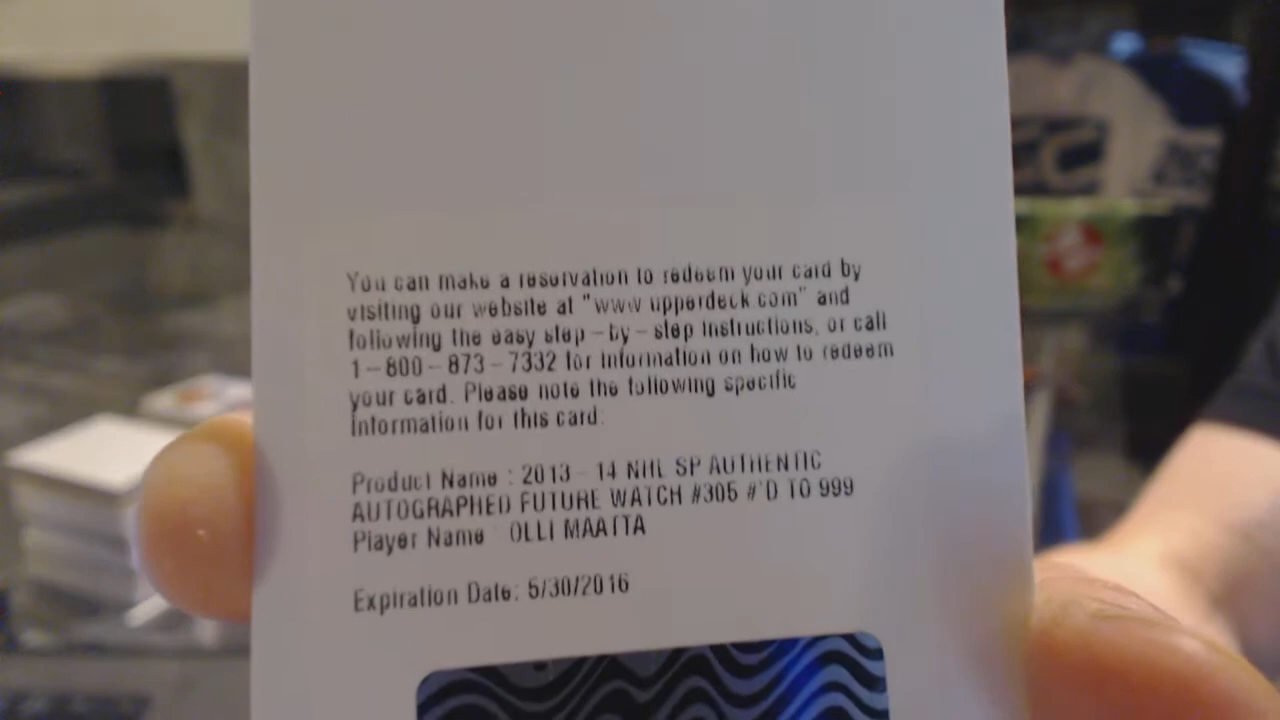 You can make a reservation to redeem your card by
visiting our website at "www upperdeck com" and
following the easy step - by - step instructions, or call
1 - 800 - 873 - 7332 for information on how to redeem
your card. Please note the following specific
information for this card:
Product Name : 2013 - 14 NHL SP AUTHENTIC
AUTOGRAPHED FUTURE WATCH #305 #'D TO 999
Player Name OLLI MAATTA
Expiration Date: 5/30/2016